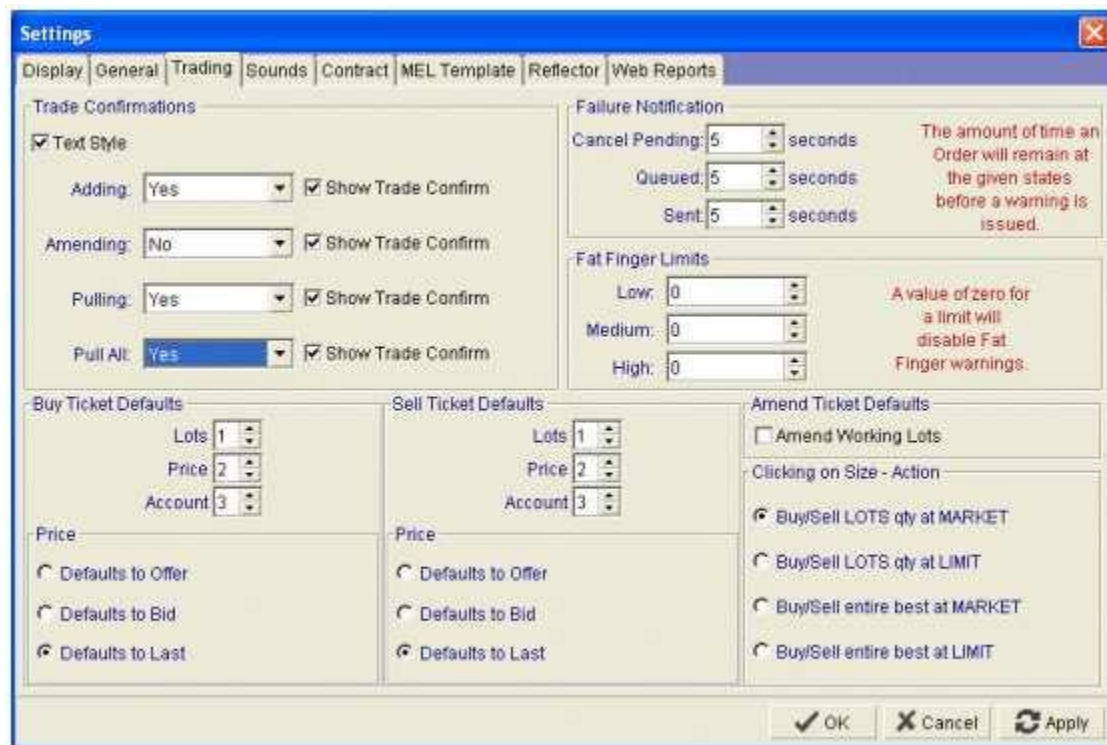 Settings
Display General Trading Sounds Contract MEL Template Reflector Web Reports
Trade Confirmations
Text Style
Adding: Yes Show Trade Confirm
Amending: No Show Trade Confirm
Pulling: Yes Show Trade Confirm
Pull All: Yes Show Trade Confirm
Failure Notification
Cancel Pending: 5 seconds
Queued: 5 seconds
Sent: 5 seconds
The amount of time an
Order will remain at
the given states
before a warning is
issued.
Fat Finger Limits
Low: 0
Medium: 0
High: 0
A value of zero for
a limit will
disable Fat
Finger warnings.
Buy Ticket Defaults
Lots 1
Price 2
Account 3
Price
Defaults to Offer
Defaults to Bid
Defaults to Last
Sell Ticket Defaults
Lots 1
Price 2
Account 3
Price
Defaults to Offer
Defaults to Bid
Defaults to Last
Amend Ticket Defaults
Amend Working Lots
Clicking on Size - Action
Buy/Sell LOTS qty at MARKET
Buy/Sell LOTS qty at LIMIT
Buy/Sell entire best at MARKET
Buy/Sell entire best at LIMIT
OK Cancel Apply